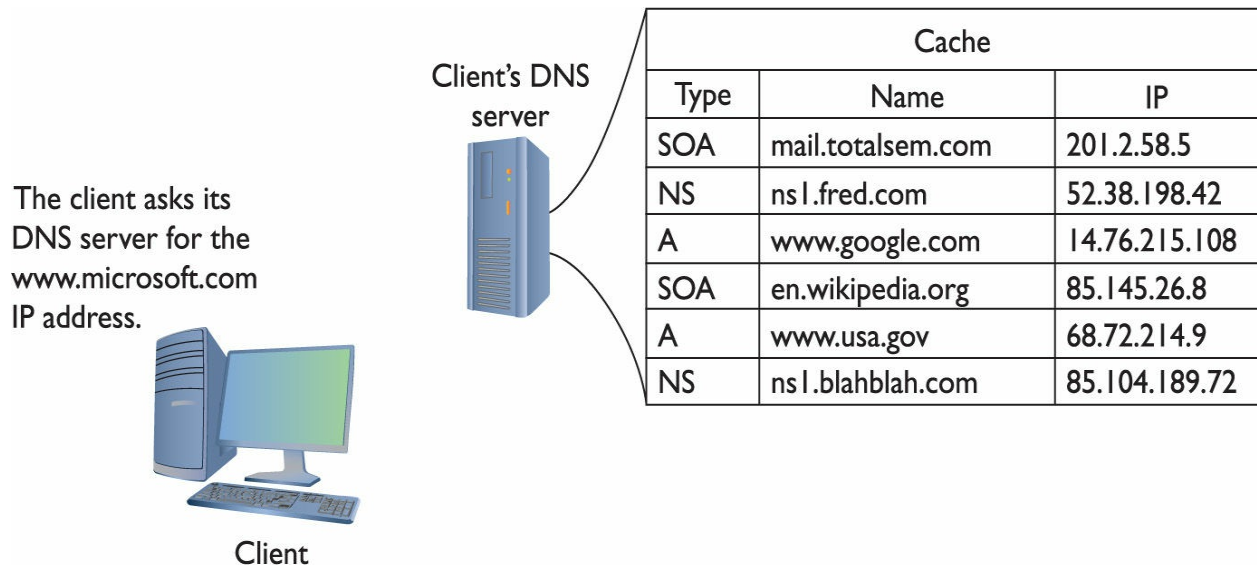 The client asks its
DNS server for the
www.microsoft.com
IP address.
Client
Client's DNS
server
Cache
Type Name IP
SOA mail.totalsem.com 201.2.58.5
NS ns1.fred.com 52.38.198.42
A www.google.com 14.76.215.108
SOA en.wikipedia.org 85.145.26.8
A www.usa.gov 68.72.214.9
NS ns1.blahblah.com 85.104.189.72